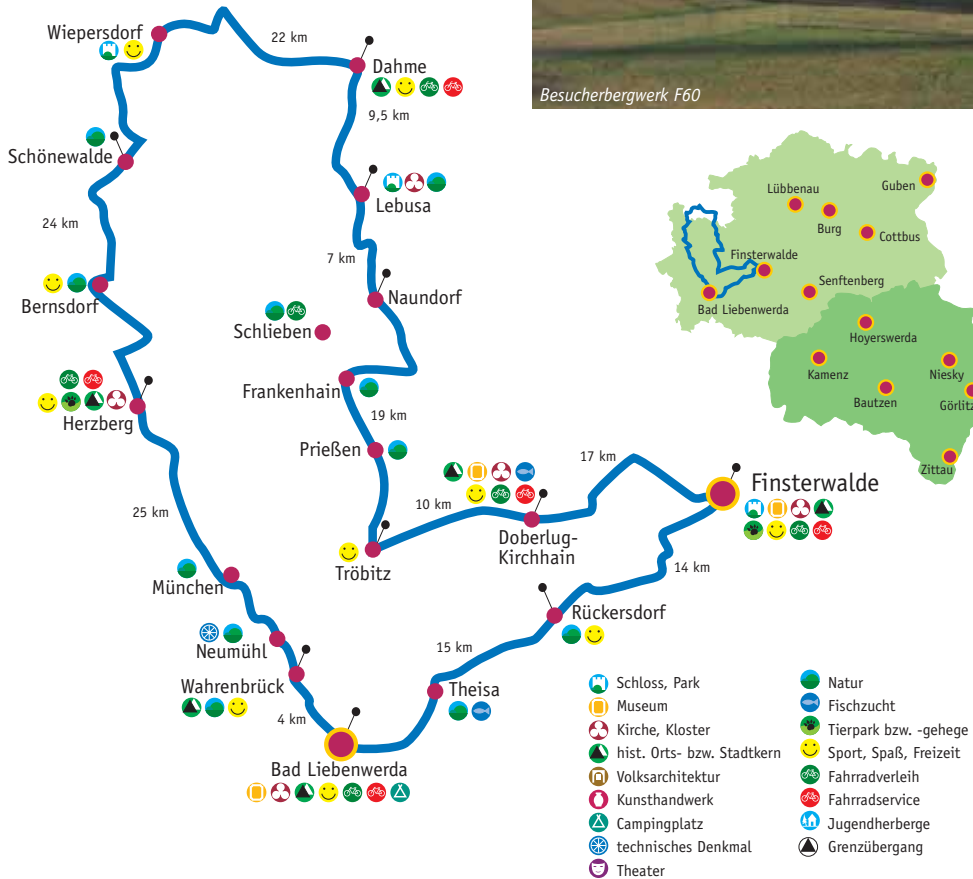 Wiepersdorf
22 km
Dahme
9,5 km
Besucherbergwerk F60
Schönewalde
Lebusa
24 km
7 km
Bernsdorf
Naundorf
Schlieben
Frankenhain
Herzberg
19 km
Prießen
25 km
10 km
17 km
Finsterwalde
Doberlug-
Kirchhain
Tröbitz
14 km
München
Rückersdorf
Neumühl
15 km
Wahrenbrück
Theisa
4 km
Bad Liebenwerda
Guben
Lübbenau
Burg
Cottbus
Finsterwalde
Senftenberg
Bad Liebenwerda
Hoyerswerda
Kamenz
Niesky
Bautzen
Görlitz
Zittau
Schloss, Park
Museum
Kirche, Kloster
hist. Orts- bzw. Stadtkern
Volksarchitektur
Kunsthandwerk
Campingplatz
technisches Denkmal
Theater
Natur
Fischzucht
Tierpark bzw. -gehege
Sport, Spaß, Freizeit
Fahrradverleih
Fahrradservice
Jugendherberge
Grenzübergang